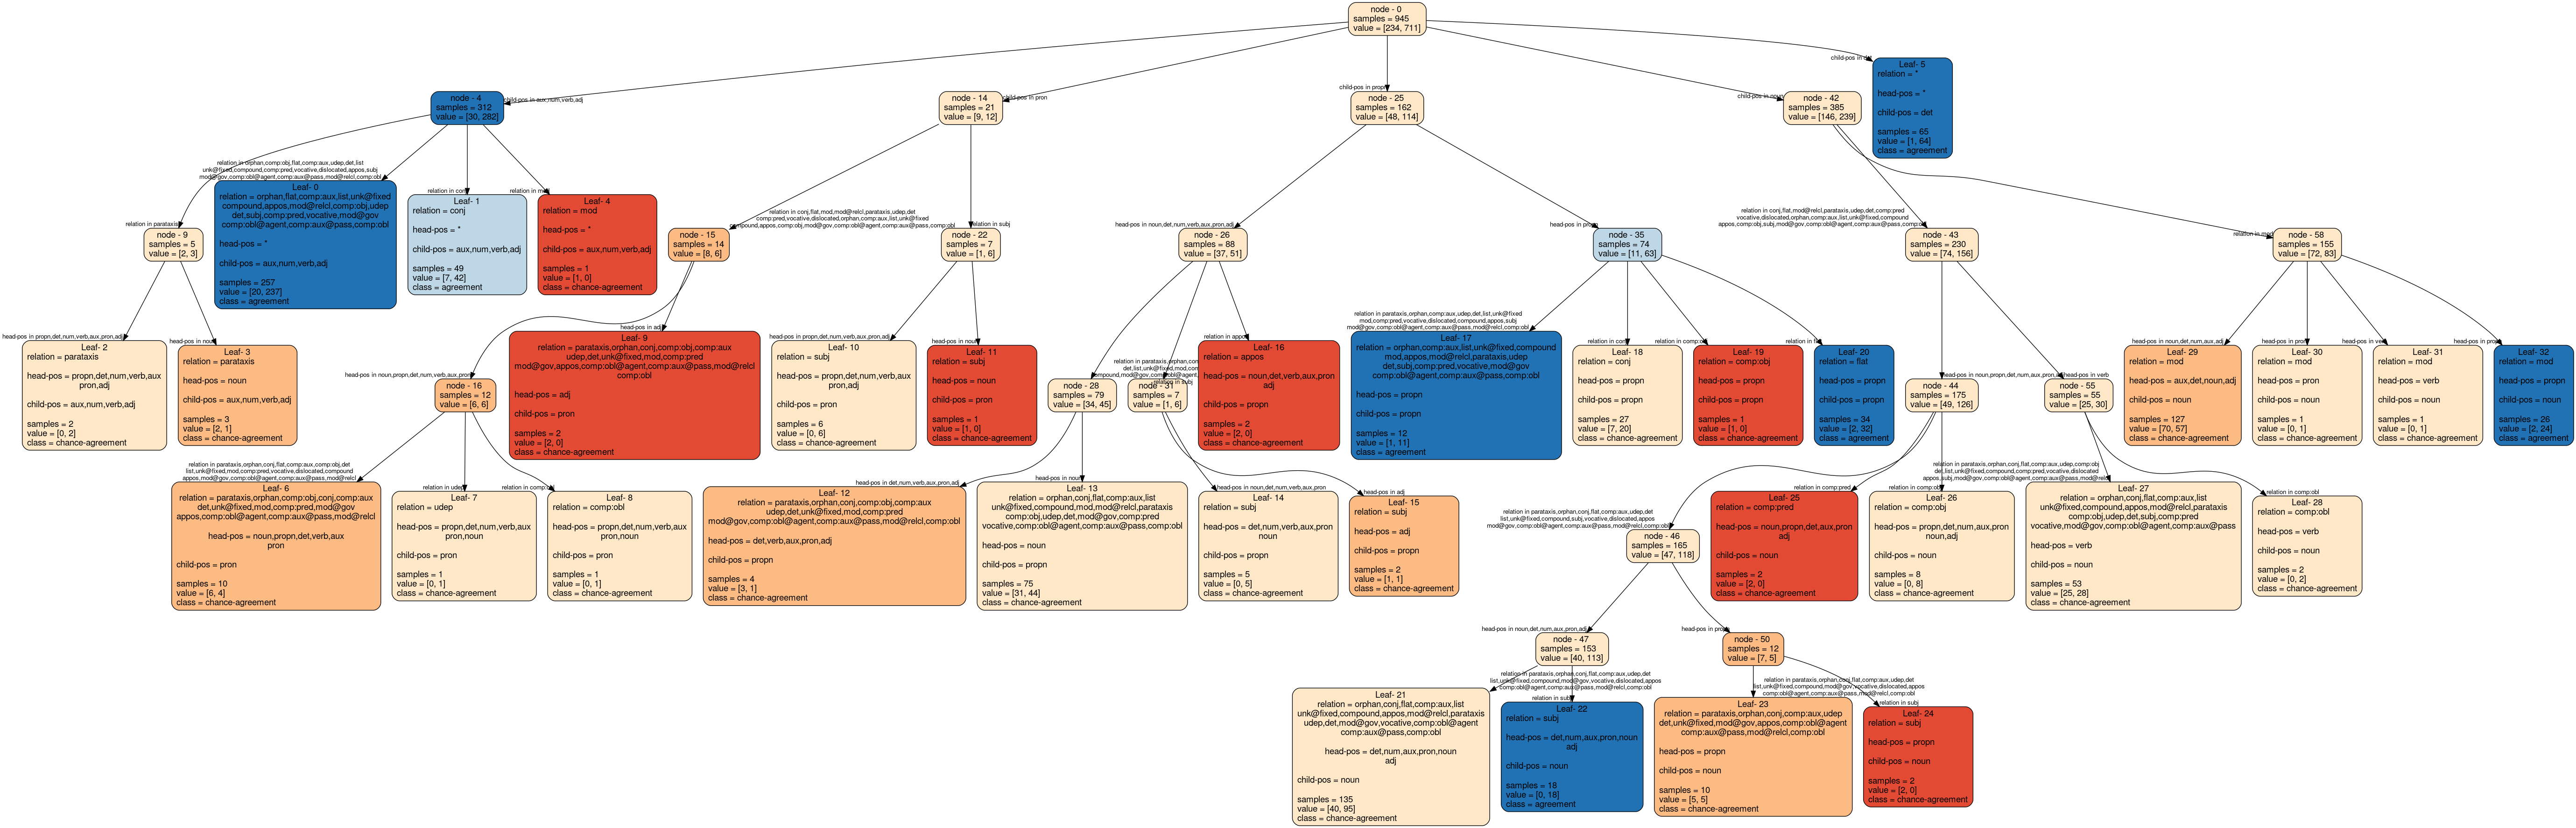 node - 0
samples = 945
value = [234, 711]
child-pos in aux,num,verb,adj
child-pos in pron
child-pos in propn
child-pos in noun
child-pos in det
Leaf- 5
relation = *
head-pos = *
child-pos = det
samples = 65
value = [1, 64]
class = agreement
node - 4
samples = 312
value = [30, 282]
node - 14
samples = 21
value = [9, 12]
node - 25
samples = 162
value = [48, 114]
node - 42
samples = 385
value = [146, 239]
relation in parataxis
relation in orphan,comp:obj,flat,comp:aux,udep,det,list
unk@fixed,compound,comp:pred,vocative,dislocated,appos,subj
mod@gov,comp:obl@agent,comp:aux@pass,mod@relcl,comp:obl
relation in conj
relation in mod
node - 9
samples = 5
value = [2, 3]
Leaf- 0
relation = orphan,flat,comp:aux,list,unk@fixed
compound,appos,mod@relcl,comp:obj,udep
det,subj,comp:pred,vocative,mod@gov
comp:obl@agent,comp:aux@pass,comp:obl
head-pos = *
child-pos = aux,num,verb,adj
samples = 257
value = [20, 237]
class = agreement
Leaf- 1
relation = conj
head-pos = *
child-pos = aux,num,verb,adj
samples = 49
value = [7, 42]
class = agreement
Leaf- 4
relation = mod
head-pos = *
child-pos = aux,num,verb,adj
samples = 1
value = [1, 0]
class = chance-agreement
relation in conj,flat,mod,mod@relcl,parataxis,udep,det
comp:pred,vocative,dislocated,orphan,comp:aux,list,unk@fixed
compound,appos,comp:obj,mod@gov,comp:obl@agent,comp:aux@pass,comp:obl
relation in subj
node - 15
samples = 14
value = [8, 6]
node - 22
samples = 7
value = [1, 6]
head-pos in noun,det,num,verb,aux,pron,adj
head-pos in propn
node - 26
samples = 88
value = [37, 51]
node - 35
samples = 74
value = [11, 63]
relation in conj,flat,mod@relcl,parataxis,udep,det,comp:pred
vocative,dislocated,orphan,comp:aux,list,unk@fixed,compound
appos,comp:obj,subj,mod@gov,comp:obl@agent,comp:aux@pass,comp:obl
relation in mod
node - 43
samples = 230
value = [74, 156]
node - 58
samples = 155
value = [72, 83]
head-pos in propn,det,num,verb,aux,pron,adj
head-pos in noun
Leaf- 2
relation = parataxis
head-pos = propn,det,num,verb,aux
pron,adj
child-pos = aux,num,verb,adj
samples = 2
value = [0, 2]
class = chance-agreement
Leaf- 3
relation = parataxis
head-pos = noun
child-pos = aux,num,verb,adj
samples = 3
value = [2, 1]
class = chance-agreement
head-pos in noun,propn,det,num,verb,aux,pron
head-pos in adj
node - 16
samples = 12
value = [6, 6]
Leaf- 9
relation = parataxis,orphan,conj,comp:obj,comp:aux
udep,det,unk@fixed,mod,comp:pred
mod@gov,appos,comp:obl@agent,comp:aux@pass,mod@relcl
comp:obl
head-pos = adj
child-pos = pron
samples = 2
value = [2, 0]
class = chance-agreement
head-pos in propn,det,num,verb,aux,pron,adj
head-pos in noun
Leaf- 10
relation = subj
head-pos = propn,det,num,verb,aux
pron,adj
child-pos = pron
samples = 6
value = [0, 6]
class = chance-agreement
Leaf- 11
relation = subj
head-pos = noun
child-pos = pron
samples = 1
value = [1, 0]
class = chance-agreement
relation in subj
relation in appos
node - 28
samples = 79
value = [34, 45]
node - 31
samples = 7
value = [1, 6]
Leaf- 16
relation = appos
head-pos = noun,det,verb,aux,pron
adj
child-pos = propn
samples = 2
value = [2, 0]
class = chance-agreement
relation in parataxis,orphan,comp:aux,udep,det,list,unk@fixed
mod,comp:pred,vocative,dislocated,compound,appos,subj
mod@gov,comp:obl@agent,comp:aux@pass,mod@relcl,comp:obl
relation in conj
relation in comp:obj
relation in flat
Leaf- 17
relation = orphan,comp:aux,list,unk@fixed,compound
mod,appos,mod@relcl,parataxis,udep
det,subj,comp:pred,vocative,mod@gov
comp:obl@agent,comp:aux@pass,comp:obl
head-pos = propn
child-pos = propn
samples = 12
value = [1, 11]
class = agreement
Leaf- 18
relation = conj
head-pos = propn
child-pos = propn
samples = 27
value = [7, 20]
class = chance-agreement
Leaf- 19
relation = comp:obj
head-pos = propn
child-pos = propn
samples = 1
value = [1, 0]
class = chance-agreement
Leaf- 20
relation = flat
head-pos = propn
child-pos = propn
samples = 34
value = [2, 32]
class = agreement
head-pos in noun,propn,det,num,aux,pron,adj
head-pos in verb
node - 44
samples = 175
value = [49, 126]
node - 55
samples = 55
value = [25, 30]
head-pos in noun,det,num,aux,adj
head-pos in pron
head-pos in verb
head-pos in propn
Leaf- 29
relation = mod
head-pos = aux,det,noun,adj
child-pos = noun
samples = 127
value = [70, 57]
class = chance-agreement
Leaf- 30
relation = mod
head-pos = pron
child-pos = noun
samples = 1
value = [0, 1]
class = chance-agreement
Leaf- 31
relation = mod
head-pos = verb
child-pos = noun
samples = 1
value = [0, 1]
class = chance-agreement
Leaf- 32
relation = mod
head-pos = propn
child-pos = noun
samples = 26
value = [2, 24]
class = agreement
relation in parataxis,orphan,conj,flat,comp:aux,comp:obj,det
list,unk@fixed,mod,comp:pred,vocative,dislocated,compound
appos,mod@gov,comp:obl@agent,comp:aux@pass,mod@relcl
relation in udep
relation in comp:obl
Leaf- 6
relation = parataxis,orphan,comp:obj,conj,comp:aux
det,unk@fixed,mod,comp:pred,mod@gov
appos,comp:obl@agent,comp:aux@pass,mod@relcl
head-pos = noun,propn,det,verb,aux
pron
child-pos = pron
samples = 10
value = [6, 4]
class = chance-agreement
Leaf- 7
relation = udep
head-pos = propn,det,num,verb,aux
pron,noun
child-pos = pron
samples = 1
value = [0, 1]
class = chance-agreement
Leaf- 8
relation = comp:obl
head-pos = propn,det,num,verb,aux
pron,noun
child-pos = pron
samples = 1
value = [0, 1]
class = chance-agreement
head-pos in det,num,verb,aux,pron,adj
head-pos in noun
Leaf- 12
relation = parataxis,orphan,conj,comp:obj,comp:aux
udep,det,unk@fixed,mod,comp:pred
mod@gov,comp:obl@agent,comp:aux@pass,mod@relcl,comp:obl
head-pos = det,verb,aux,pron,adj
child-pos = propn
samples = 4
value = [3, 1]
class = chance-agreement
Leaf- 13
relation = orphan,conj,flat,comp:aux,list
unk@fixed,compound,mod,mod@relcl,parataxis
comp:obj,udep,det,mod@gov,comp:pred
vocative,comp:obl@agent,comp:aux@pass,comp:obl
head-pos = noun
child-pos = propn
samples = 75
value = [31, 44]
class = chance-agreement
head-pos in noun,det,num,verb,aux,pron
head-pos in adj
Leaf- 14
relation = subj
head-pos = det,num,verb,aux,pron
noun
child-pos = propn
samples = 5
value = [0, 5]
class = chance-agreement
Leaf- 15
relation = subj
head-pos = adj
child-pos = propn
samples = 2
value = [1, 1]
class = chance-agreement
relation in parataxis,orphan,conj,flat,comp:aux,udep,det
list,unk@fixed,compound,subj,vocative,dislocated,appos
mod@gov,comp:obl@agent,comp:aux@pass,mod@relcl,comp:obl
relation in comp:pred
relation in comp:obj
node - 46
samples = 165
value = [47, 118]
Leaf- 25
relation = comp:pred
head-pos = noun,propn,det,aux,pron
adj
child-pos = noun
samples = 2
value = [2, 0]
class = chance-agreement
Leaf- 26
relation = comp:obj
head-pos = propn,det,num,aux,pron
noun,adj
child-pos = noun
samples = 8
value = [0, 8]
class = chance-agreement
relation in parataxis,orphan,conj,flat,comp:aux,udep,comp:obj
det,list,unk@fixed,compound,comp:pred,vocative,dislocated
appos,subj,mod@gov,comp:obl@agent,comp:aux@pass,mod@relcl
relation in comp:obl
Leaf- 27
relation = orphan,conj,flat,comp:aux,list
unk@fixed,compound,appos,mod@relcl,parataxis
comp:obj,udep,det,subj,comp:pred
vocative,mod@gov,comp:obl@agent,comp:aux@pass
head-pos = verb
child-pos = noun
samples = 53
value = [25, 28]
class = chance-agreement
Leaf- 28
relation = comp:obl
head-pos = verb
child-pos = noun
samples = 2
value = [0, 2]
class = chance-agreement
head-pos in noun,det,num,aux,pron,adj
head-pos in propn
node - 47
samples = 153
value = [40, 113]
node - 50
samples = 12
value = [7, 5]
relation in parataxis,orphan,conj,flat,comp:aux,udep,det
list,unk@fixed,compound,mod@gov,vocative,dislocated,appos
comp:obl@agent,comp:aux@pass,mod@relcl,comp:obl
relation in subj
relation in parataxis,orphan,conj,flat,comp:aux,udep,det
list,unk@fixed,compound,mod@gov,vocative,dislocated,appos
comp:obl@agent,comp:aux@pass,mod@relcl,comp:obl
relation in subj
Leaf- 21
relation = orphan,conj,flat,comp:aux,list
unk@fixed,compound,appos,mod@relcl,parataxis
udep,det,mod@gov,vocative,comp:obl@agent
comp:aux@pass,comp:obl
head-pos = det,num,aux,pron,noun
adj
child-pos = noun
samples = 135
value = [40, 95]
class = chance-agreement
Leaf- 22
relation = subj
head-pos = det,num,aux,pron,noun
adj
child-pos = noun
samples = 18
value = [0, 18]
class = agreement
Leaf- 23
relation = parataxis,orphan,conj,comp:aux,udep
det,unk@fixed,mod@gov,appos,comp:obl@agent
comp:aux@pass,mod@relcl,comp:obl
head-pos = propn
child-pos = noun
samples = 10
value = [5, 5]
class = chance-agreement
Leaf- 24
relation = subj
head-pos = propn
child-pos = noun
samples = 2
value = [2, 0]
class = chance-agreement